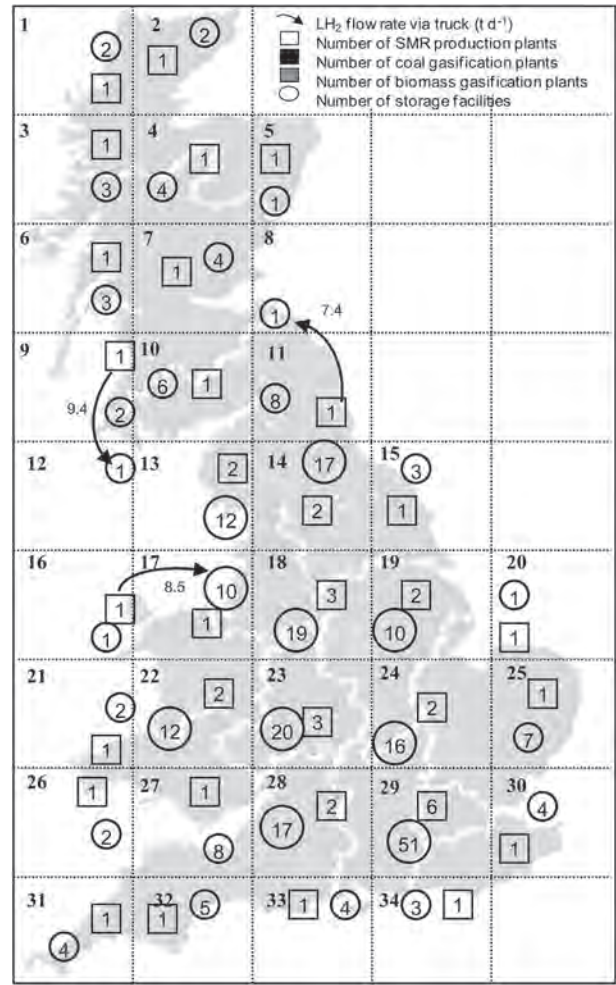 LH₂ flow rate via truck (t d⁻¹)
Number of SMR production plants
Number of coal gasification plants
Number of biomass gasification plants
Number of storage facilities
1 2
2 2
1 1
3 4 5
1 1 1
3 4 1
6 7 8
1 1 4
3 1
7.4
9 10 11
1 6 1 8 1
9.4 2
12 13 14 15
1 2 17 3
12 2 1
16 17 18 19 20
1 8.5 10 3 2 1
1 1 19 10 1
21 22 23 24 25
2 2 3 2 1
1 12 20 16 7
26 27 28 29 30
1 1 2 6 4
2 8 17 51 1
31 32 33 34
1 1 5 1 4 3 1
4